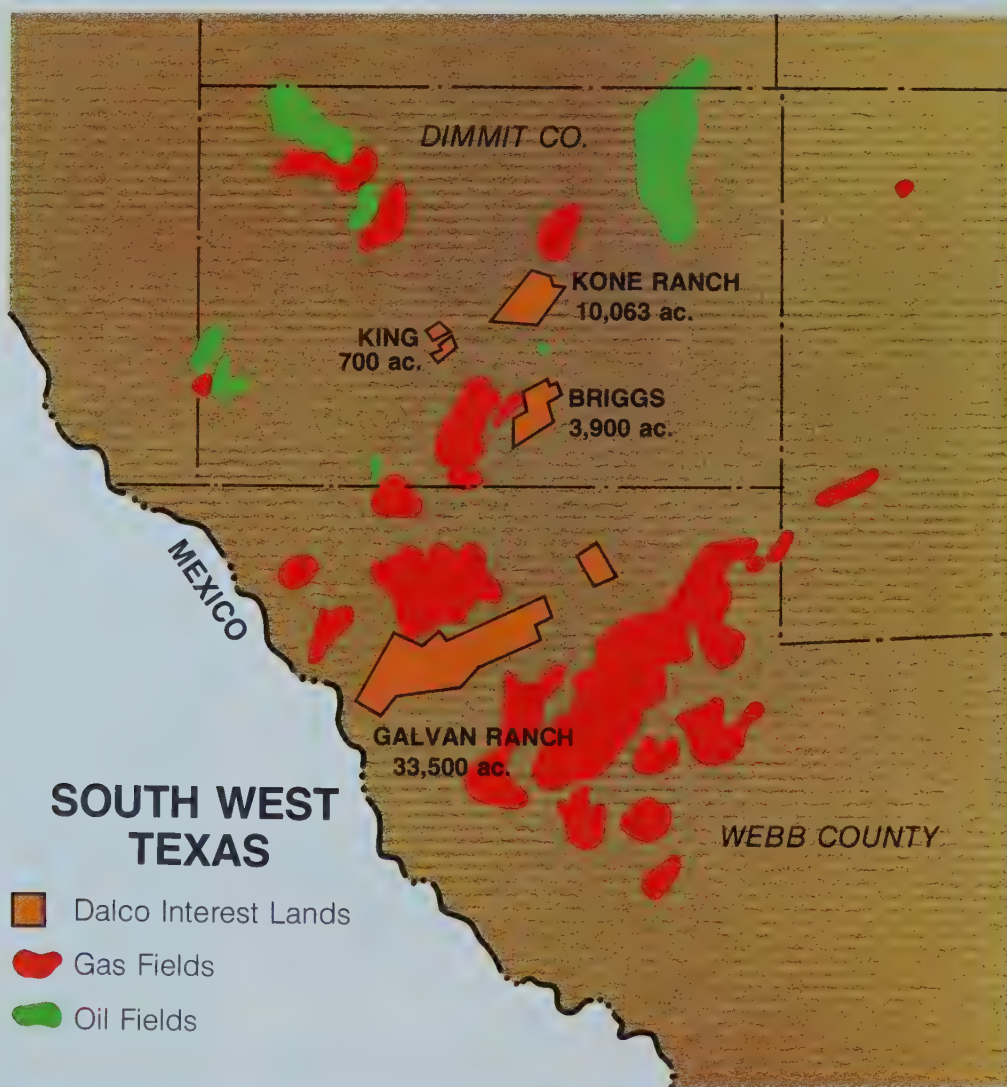 DIMMIT CO.
KONE RANCH
10,063 ac.
KING
700 ac.
BRIGGS
3,900 ac.
MEXICO
GALVAN RANCH
33,500 ac.
WEBB COUNTY
SOUTH WEST
TEXAS
Dalco Interest Lands
Gas Fields
Oil Fields